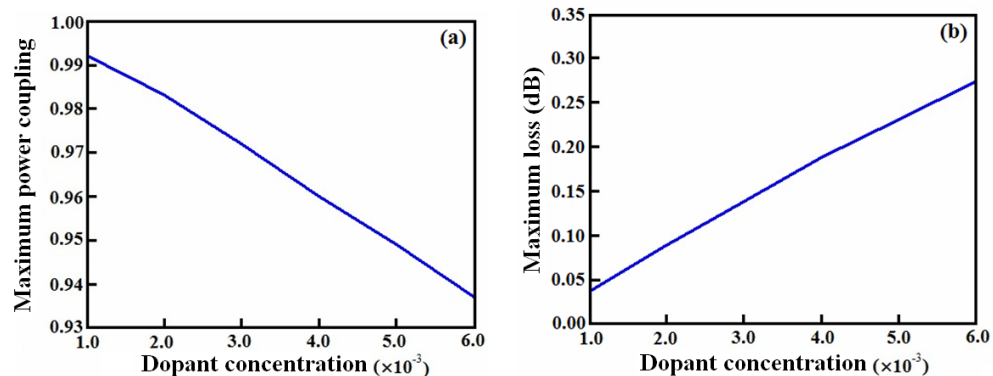 (a)
Maximum power coupling
1.00
0.99
0.98
0.97
0.96
0.95
0.94
0.93
1.0 2.0 3.0 4.0 5.0 6.0
Dopant concentration (×10⁻³)
(b)
Maximum loss (dB)
0.35
0.30
0.25
0.20
0.15
0.10
0.05
0.00
1.0 2.0 3.0 4.0 5.0 6.0
Dopant concentration (×10⁻³)